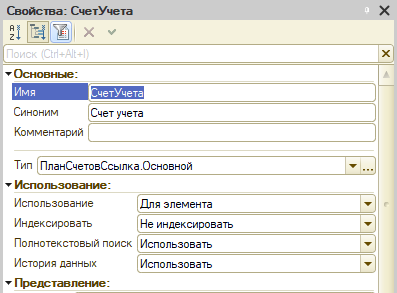 Свойства: СчетУчета
Поиск (Ctrl+Alt+I)
Основные:
Имя СчетУчета
Синоним Счет учета
Комментарий
Тип ПланСчетовСсылка.Основной ...
Использование:
Использование Для элемента
Индексировать Не индексировать
Полнотекстовый поиск Использовать
История данных Использовать
Представление: